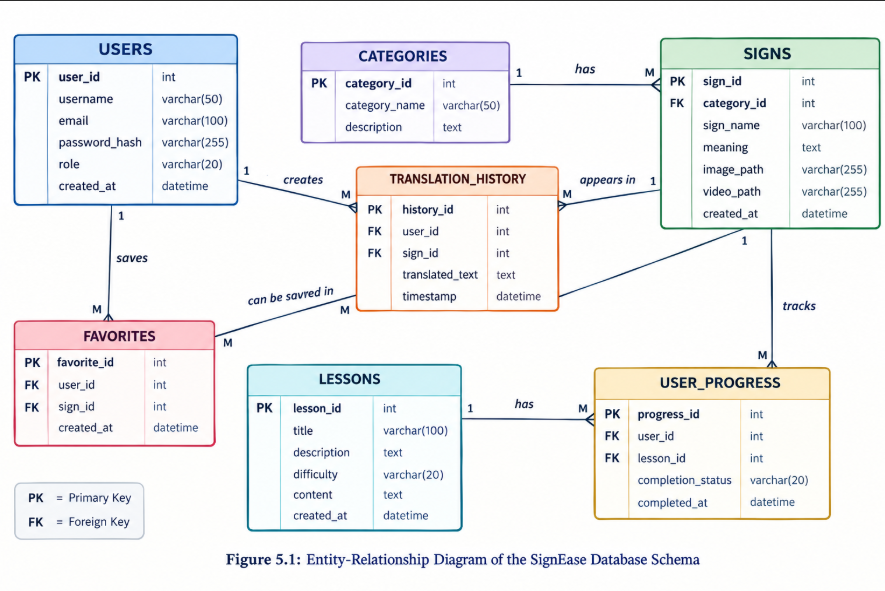 USERS
PK user_id int
username varchar(50)
email varchar(100)
password_hash varchar(255)
role varchar(20)
created_at datetime
CATEGORIES
PK category_id int
category_name varchar(50)
description text
1 has M
SIGNS
PK sign_id int
FK category_id int
sign_name varchar(100)
meaning text
image_path varchar(255)
video_path varchar(255)
created_at datetime
1 creates M
TRANSLATION_HISTORY
PK history_id int
FK user_id int
FK sign_id int
translated_text text
timestamp datetime
M appears in 1
1
saves
M
can be savred in
M
M
1
tracks
M
FAVORITES
PK favorite_id int
FK user_id int
FK sign_id int
created_at datetime
LESSONS
PK lesson_id int
title varchar(100)
description text
difficulty varchar(20)
content text
created_at datetime
1 has M
USER_PROGRESS
PK progress_id int
FK user_id int
FK lesson_id int
completion_status varchar(20)
completed_at datetime
PK = Primary Key
FK = Foreign Key
Figure 5.1: Entity-Relationship Diagram of the SignEase Database Schema